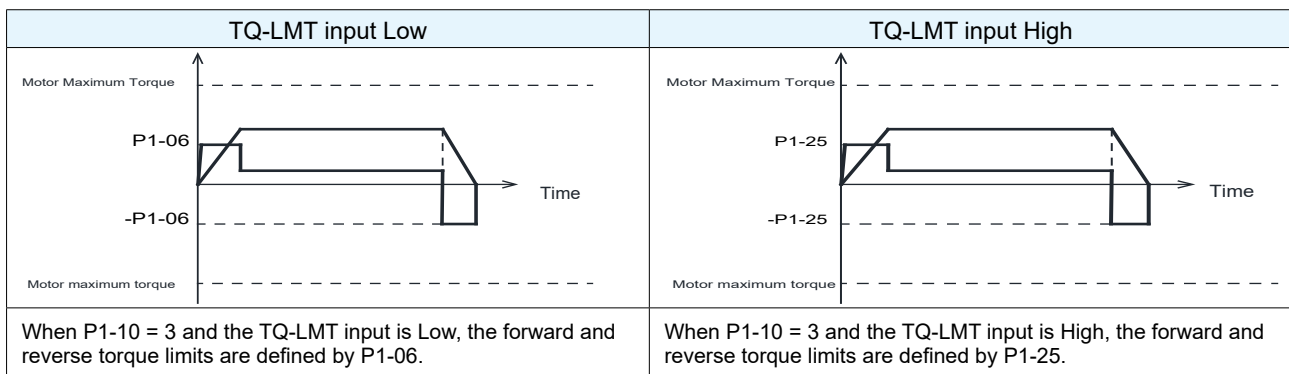 TQ-LMT input Low
Motor Maximum Torque
P1-06
Time
-P1-06
Motor maximum torque
When P1-10 = 3 and the TQ-LMT input is Low, the forward and
reverse torque limits are defined by P1-06.
TQ-LMT input High
Motor Maximum Torque
P1-25
Time
-P1-25
Motor maximum torque
When P1-10 = 3 and the TQ-LMT input is High, the forward and
reverse torque limits are defined by P1-25.